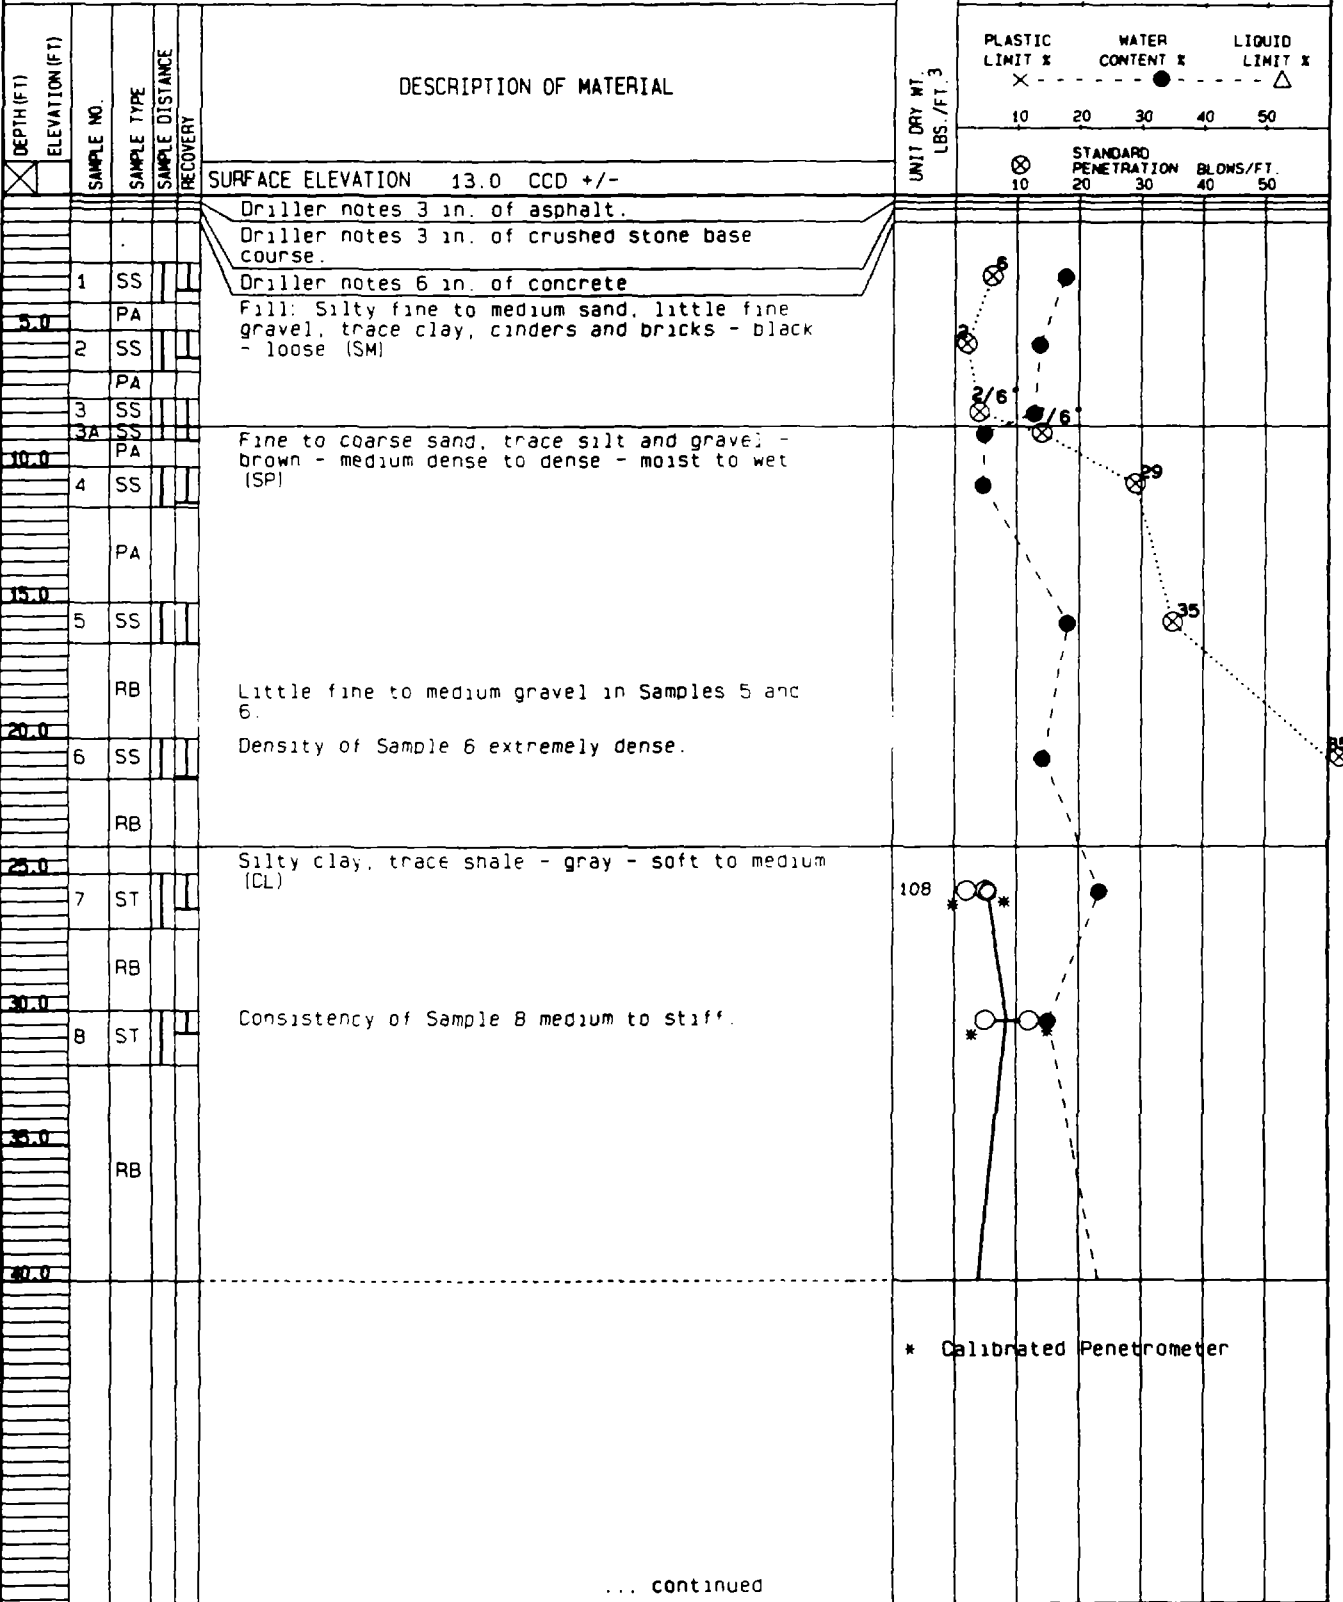 DEPTH (FT)
ELEVATION (FT)
SAMPLE NO.
SAMPLE TYPE
SAMPLE DISTANCE
RECOVERY
DESCRIPTION OF MATERIAL
SURFACE ELEVATION 13.0 CCD +/-
UNIT DRY WT.
LBS./FT.3
PLASTIC LIMIT %
WATER CONTENT %
LIQUID LIMIT %
10 20 30 40 50
STANDARD
PENETRATION BLOWS/FT.
10 20 30 40 50
Driller notes 3 in. of asphalt.
Driller notes 3 in. of crushed stone base
course.
1 SS
Driller notes 6 in. of concrete
6
PA
Fill: Silty fine to medium sand, little fine
5.0
gravel, trace clay, cinders and bricks - black
2 SS
- loose (SM)
2
PA
3 SS
2/6"
3A SS
/6"
Fine to coarse sand, trace silt and gravel -
PA
brown - medium dense to dense - moist to wet
10.0
(SP)
4 SS
29
PA
15.0
5 SS
35
RB
Little fine to medium gravel in Samples 5 and
6.
20.0
Density of Sample 6 extremely dense.
6 SS
RB
25.0
Silty clay, trace shale - gray - soft to medium
(CL)
7 ST
108
* *
RB
30.0
Consistency of Sample 8 medium to stiff.
8 ST
* *
35.0
RB
40.0
* Calibrated Penetrometer
... continued